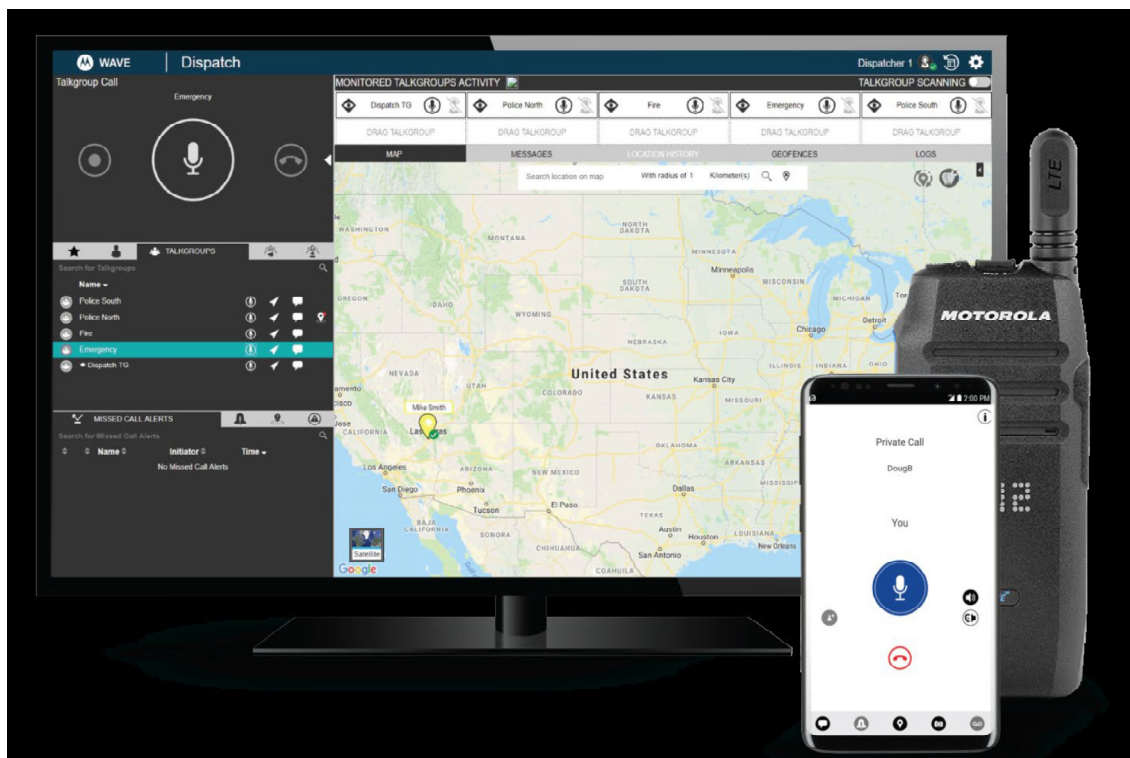 WAVE
Dispatch
Dispatcher 1
Talkgroup Call
Emergency
MONITORED TALKGROUPS ACTIVITY
TALKGROUP SCANNING
Dispatch TG
Police North
Fire
Emergency
Police South
DRAG TALKGROUP
DRAG TALKGROUP
DRAG TALKGROUP
DRAG TALKGROUP
DRAG TALKGROUP
MAP
MESSAGES
LOCATION HISTORY
GEOFENCES
LOGS
Search location on map
With radius of 1
Kilometer(s)
TALKGROUPS
Search for Talkgroups
Name
Police South
Police North
Fire
Emergency
Dispatch TG
MISSED CALL ALERTS
Search for Missed Call Alerts
Name
Initiator
Time
No Missed Call Alerts
WASHINGTON
MONTANA
NORTH
DAKOTA
MINNESOTA
Minneapolis
SOUTH
DAKOTA
WISCONSIN
MICHIGAN
OREGON
IDAHO
WYOMING
IOWA
Chicago
Detroit
NEBRASKA
ILLINOIS
INDIANA
OHIO
NEVADA
UTAH
COLORADO
United States
Kansas City
KANSAS
MISSOURI
amento
Jose
CALIFORNIA
Mike Smith
OKLAHOMA
ARKANSAS
Los Angeles
ARIZONA
NEW MEXICO
MISSISSIP
San Diego
Phoenix
Dallas
Tucson
El Paso
TEXAS
BAJA
CALIFORNIA
SONORA
CHIHUAHUA
Austin
Houston
LOUISIANA
New Orleans
San Antonio
COAHUILA
Satellite
Google
LTE
MOTOROLA
2:00 PM
Private Call
DougB
You
GO